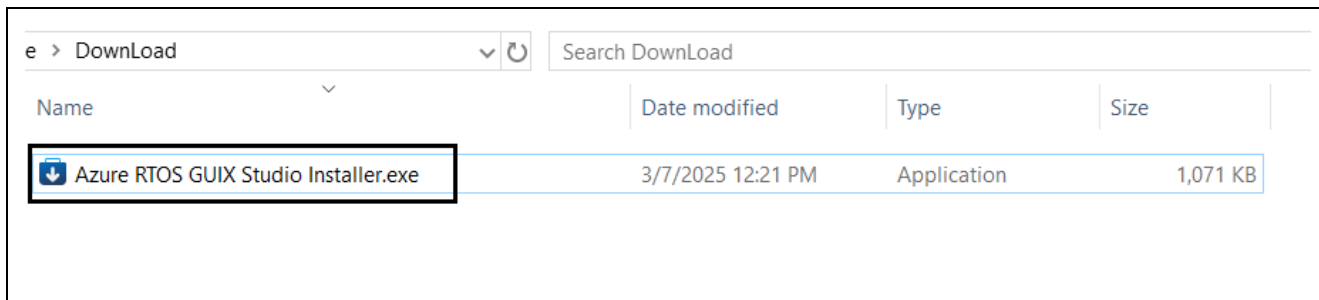 e > DownLoad Search DownLoad
Name Date modified Type Size
Azure RTOS GUIX Studio Installer.exe 3/7/2025 12:21 PM Application 1,071 KB